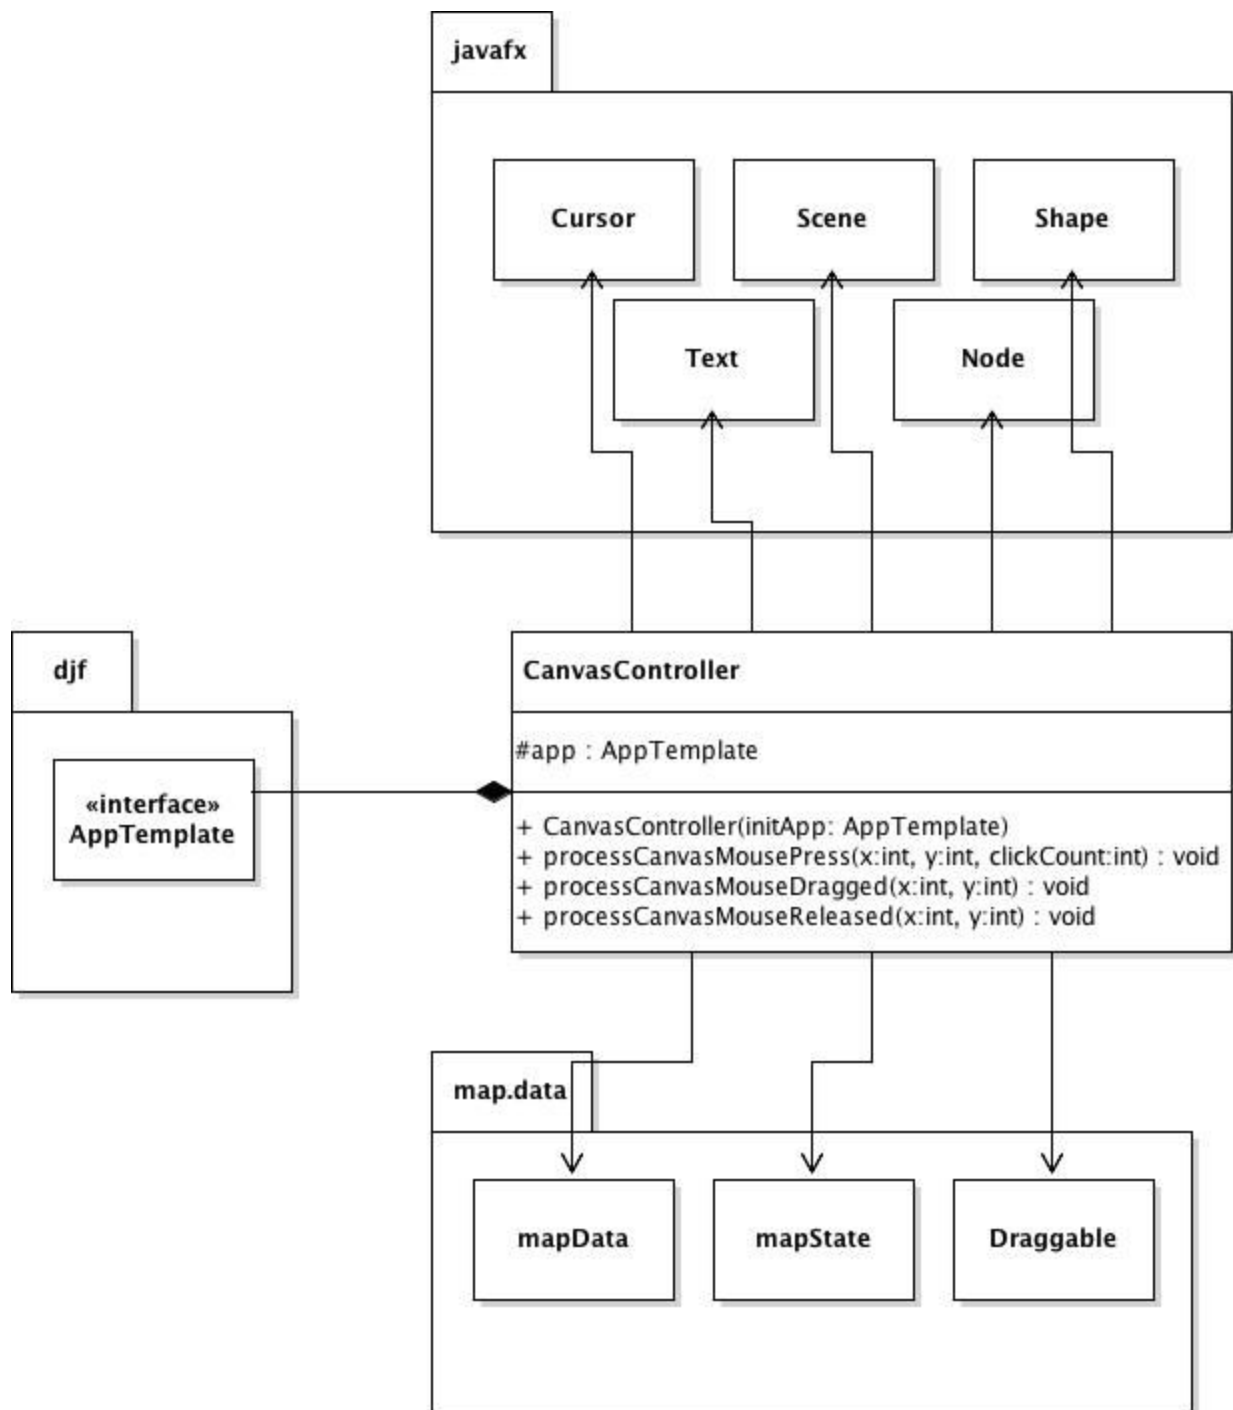 javafx
Cursor
Scene
Shape
Text
Node
djf
«interface»
AppTemplate
CanvasController
#app : AppTemplate
+ CanvasController(initApp: AppTemplate)
+ processCanvasMousePress(x:int, y:int, clickCount:int) : void
+ processCanvasMouseDragged(x:int, y:int) : void
+ processCanvasMouseReleased(x:int, y:int) : void
map.data
mapData
mapState
Draggable